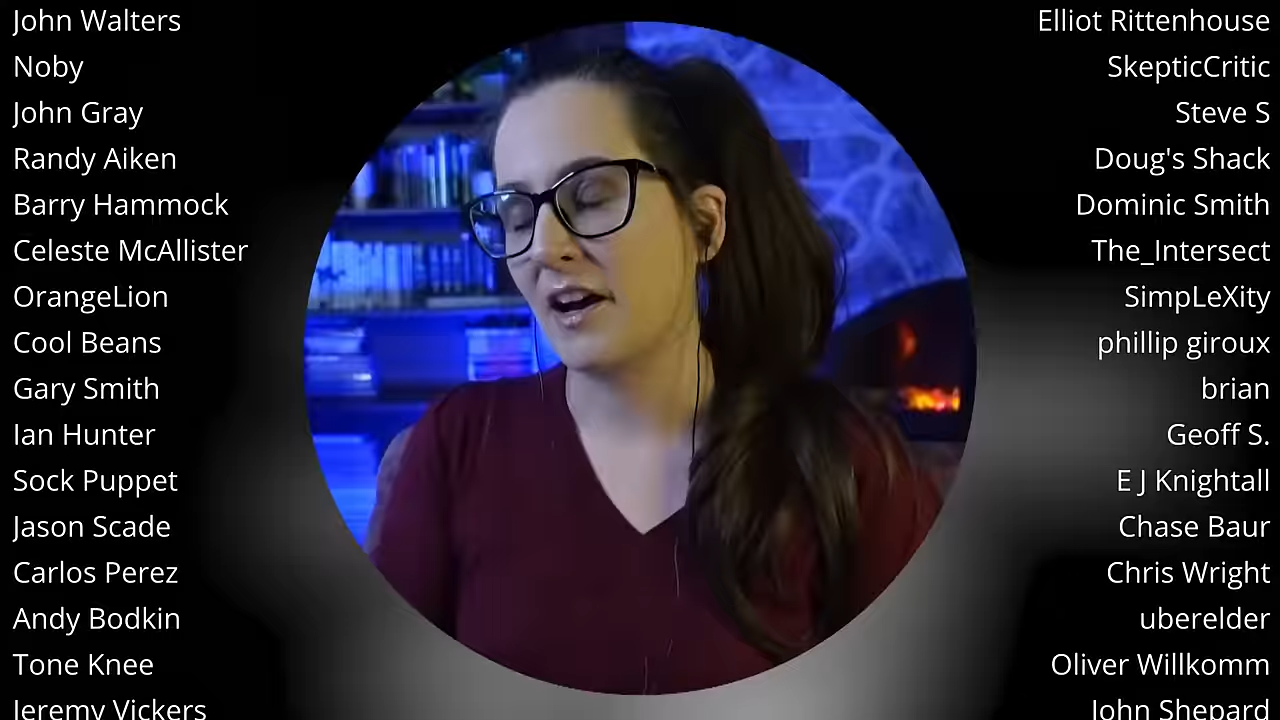 John Walters
Noby
John Gray
Randy Aiken
Barry Hammock
Celeste McAllister
OrangeLion
Cool Beans
Gary Smith
Ian Hunter
Sock Puppet
Jason Scade
Carlos Perez
Andy Bodkin
Tone Knee
Jeremy Vickers
Elliot Rittenhouse
SkepticCritic
Steve S
Doug's Shack
Dominic Smith
The_Intersect
SimpLeXity
phillip giroux
brian
Geoff S.
E J Knightall
Chase Baur
Chris Wright
uberelder
Oliver Willkomm
John Shepard